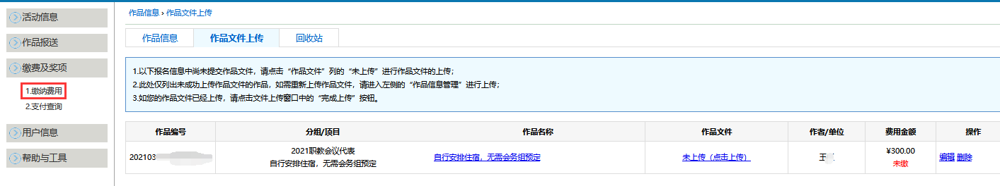 活动信息
作品报送
缴费及奖项
1.缴纳费用
2.支付查询
用户信息
帮助与工具
作品信息 › 作品文件上传
作品信息 作品文件上传 回收站
1.以下报名信息中尚未提交作品文件，请点击“作品文件”列的“未上传”进行作品文件的上传；
2.此处仅列出未成功上传作品文件的作品，如需重新上传作品文件，请进入左侧的“作品信息管理”进行上传；
3.如您的作品文件已经上传，请点击文件上传窗口中的“完成上传”按钮。
作品编号 分组/项目 作品名称 作品文件 作者/单位 费用金额 操作
202103 2021职教会议代表 自行安排住宿，无需会务组预定 自行安排住宿，无需会务组预定 未上传（点击上传） 王 ¥300.00 未缴 编辑 删除